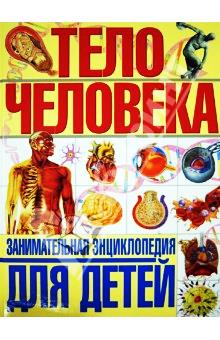 ТЕЛО
ЧЕЛОВЕКА
ЗАНИМАТЕЛЬНАЯ ЭНЦИКЛОПЕДИЯ
ДЛЯ ДЕТЕЙ